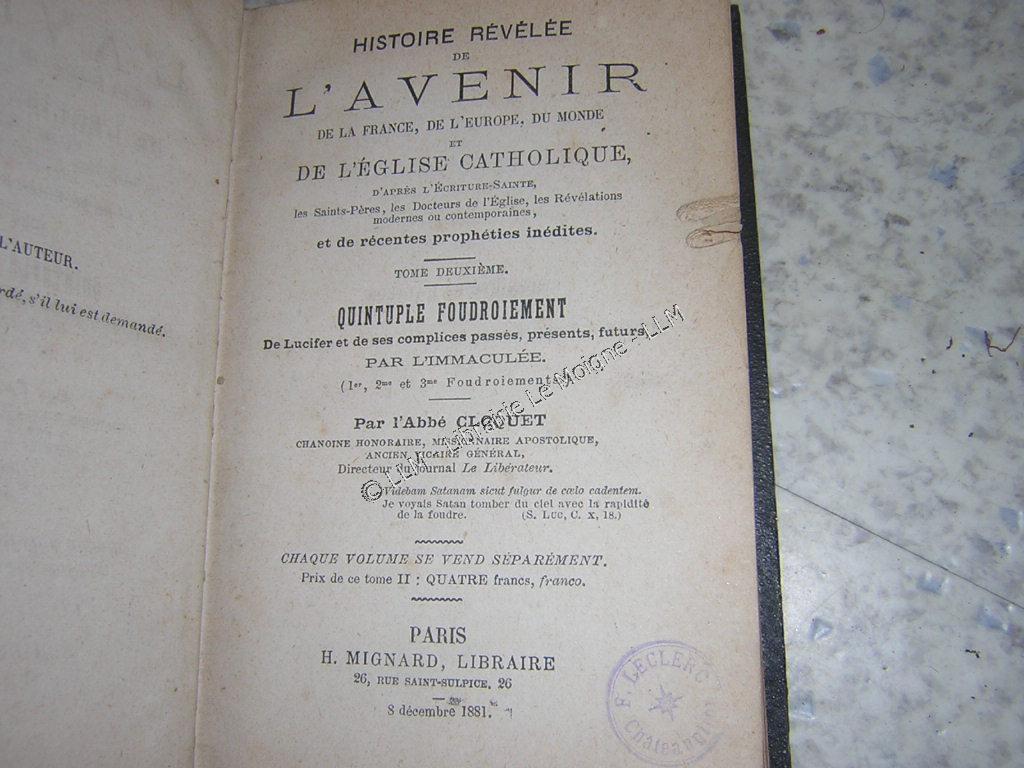 L'AUTEUR.
s'il lui est demandé.
HISTOIRE RÉVÉLÉE
DE
L'AVENIR
DE LA FRANCE, DE L'EUROPE, DU MONDE
ET
DE L'ÉGLISE CATHOLIQUE,
D'APRÈS L'ÉCRITURE-SAINTE,
les Saints-Pères, les Docteurs de l'Église, les Révélations
modernes ou contemporaines,
et de récentes prophéties inédites.
TOME DEUXIÈME.
QUINTUPLE FOUDROIEMENT
De Lucifer et de ses complices passés, présents, futurs,
PAR L'IMMACULÉE.
(1er, 2me et 3me Foudroiements)
Par l'Abbé CLOQUET
CHANOINE HONORAIRE, MISSIONNAIRE APOSTOLIQUE,
ANCIEN VICAIRE GÉNÉRAL,
Directeur du journal Le Libérateur.
Videbam Satanam sicut fulgur de cœlo cadentem.
Je voyais Satan tomber du ciel avec la rapidité
de la foudre. (S. LUC, C. X, 18.)
CHAQUE VOLUME SE VEND SÉPARÉMENT.
Prix de ce tome II : QUATRE francs, franco.
PARIS
H. MIGNARD, LIBRAIRE
26, RUE SAINT-SULPICE, 26
8 décembre 1881.
F. LECLERC
© LLM - Librairie Le Moigne - LLM